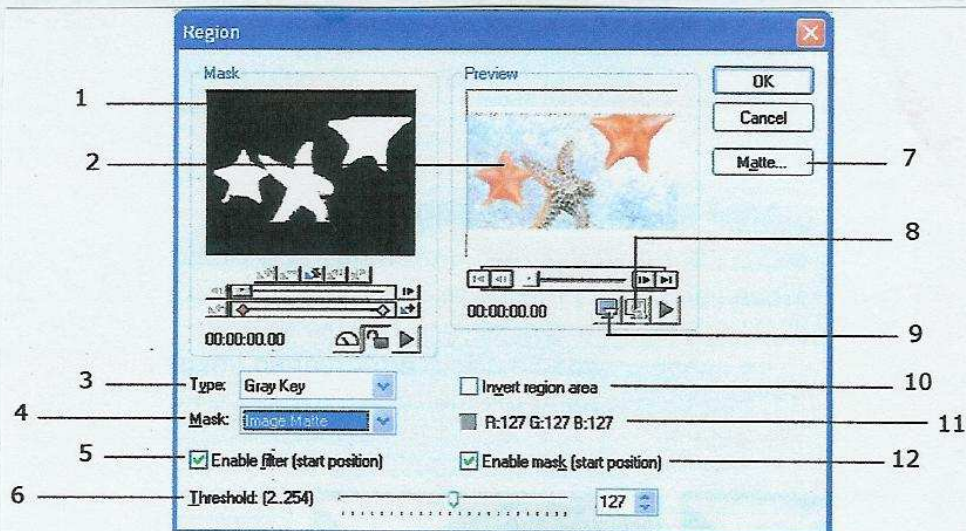 Region
Mask
Preview
OK
Cancel
Matte...
1
2
7
8
00:00:00.00
00:00:00.00
9
3
Type: Gray Key
Invert region area
10
4
Mask: Image Matte
R:127 G:127 B:127
11
5
Enable filter (start position)
Enable mask (start position)
12
6
Threshold: (2..254)
127